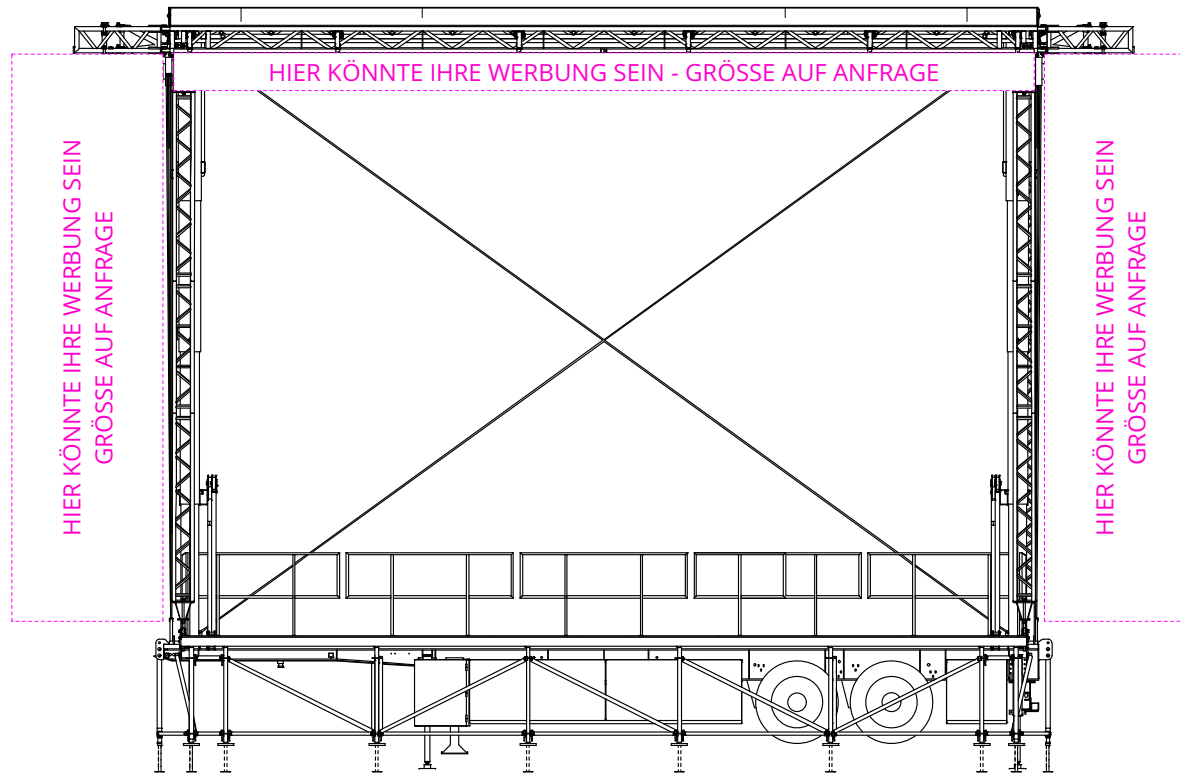 HIER KÖNNTE IHRE WERBUNG SEIN - GRÖSSE AUF ANFRAGE
HIER KÖNNTE IHRE WERBUNG SEIN
GRÖSSE AUF ANFRAGE
HIER KÖNNTE IHRE WERBUNG SEIN
GRÖSSE AUF ANFRAGE